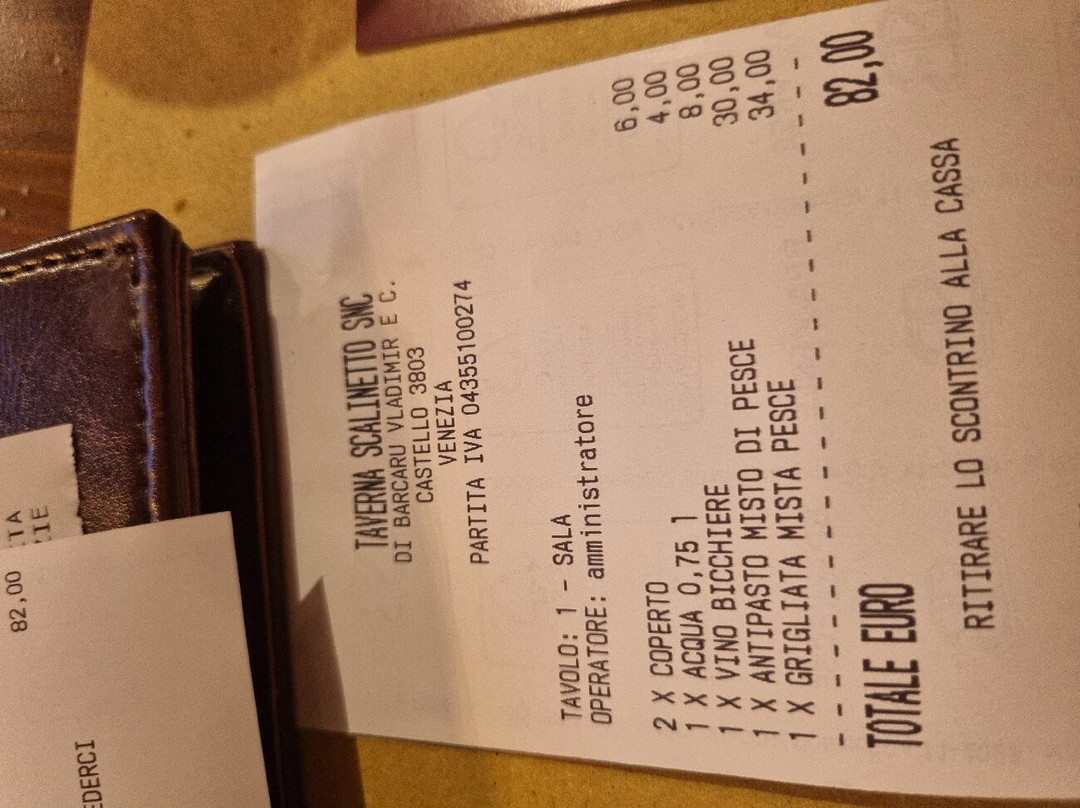 TAVERNA SCALINETTO SNC
DI BARCARU VLADIMIR E C.
CASTELLO 3803
VENEZIA
PARTITA IVA 04355100274
TAVOLO: 1 - SALA
OPERATORE: amministratore
2 X COPERTO 6,00
1 X ACQUA 0,75 l 4,00
1 X VINO BICCHIERE 8,00
1 X ANTIPASTO MISTO DI PESCE 30,00
1 X GRIGLIATA MISTA PESCE 34,00
TOTALE EURO 82,00
RITIRARE LO SCONTRINO ALLA CASSA
82,00
EDERCI